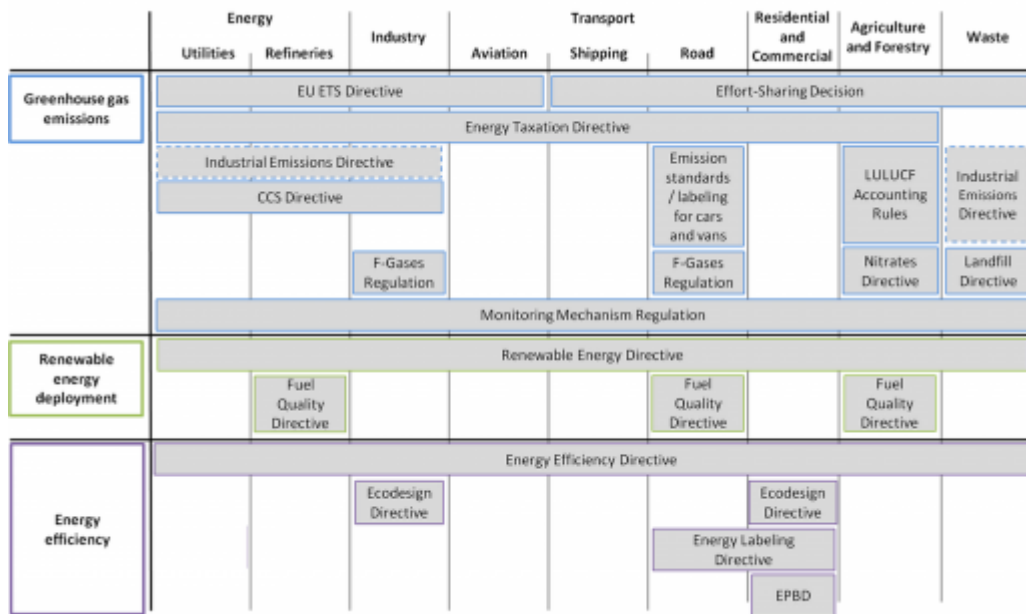 Energy
Transport
Residential
and
Commercial
Agriculture
and Forestry
Waste
Industry
Utilities
Refineries
Aviation
Shipping
Road
Greenhouse gas
emissions
EU ETS Directive
Effort-Sharing Decision
Energy Taxation Directive
Industrial Emissions Directive
CCS Directive
Emission
standards
/ labeling
for cars
and vans
LULUCF
Accounting
Rules
Industrial
Emissions
Directive
F-Gases
Regulation
F-Gases
Regulation
Nitrates
Directive
Landfill
Directive
Monitoring Mechanism Regulation
Renewable
energy
deployment
Renewable Energy Directive
Fuel
Quality
Directive
Fuel
Quality
Directive
Fuel
Quality
Directive
Energy
efficiency
Energy Efficiency Directive
Ecodesign
Directive
Ecodesign
Directive
Energy Labeling
Directive
EPBD